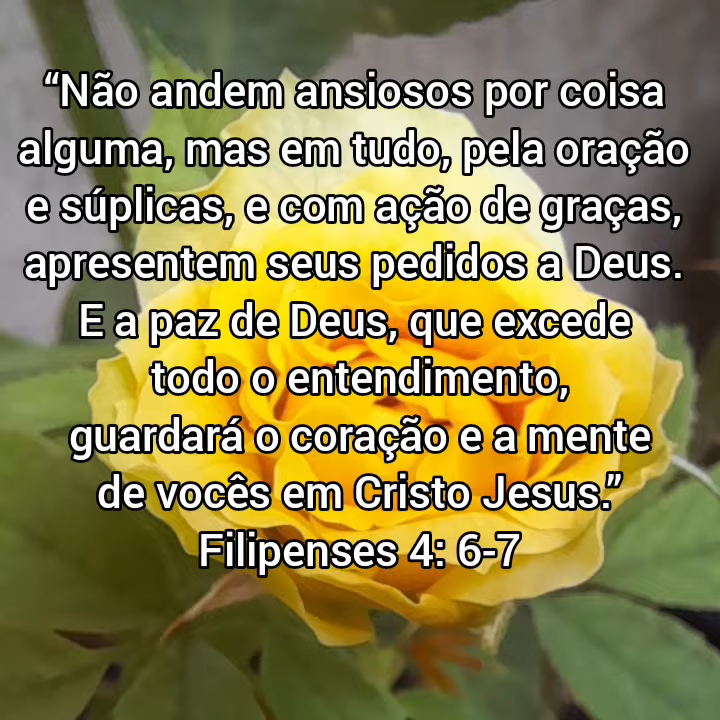 “Não andem ansiosos por coisa
alguma, mas em tudo, pela oração
e súplicas, e com ação de graças,
apresentem seus pedidos a Deus.
E a paz de Deus, que excede
todo o entendimento,
guardará o coração e a mente
de vocês em Cristo Jesus.”
Filipenses 4: 6-7